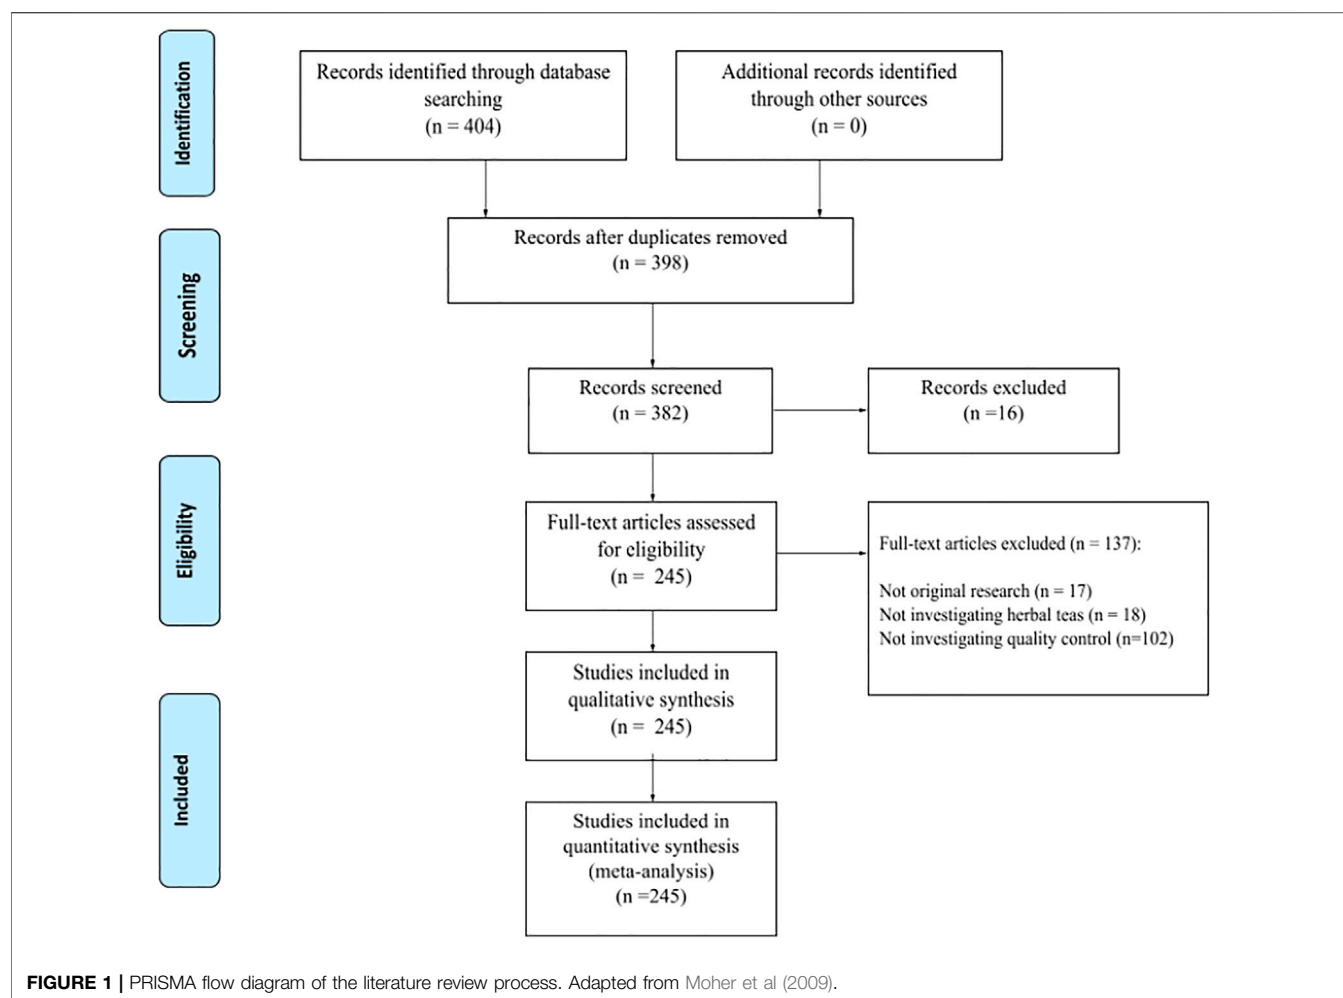 Identification
Records identified through database
searching
(n = 404)
Additional records identified
through other sources
(n = 0)
Screening
Records after duplicates removed
(n = 398)
Records screened
(n = 382)
Records excluded
(n =16)
Eligibility
Full-text articles assessed
for eligibility
(n = 245)
Full-text articles excluded (n = 137):
Not original research (n = 17)
Not investigating herbal teas (n = 18)
Not investigating quality control (n=102)
Included
Studies included in
qualitative synthesis
(n = 245)
Studies included in
quantitative synthesis
(meta-analysis)
(n =245)
FIGURE 1 | PRISMA flow diagram of the literature review process. Adapted from Moher et al (2009).